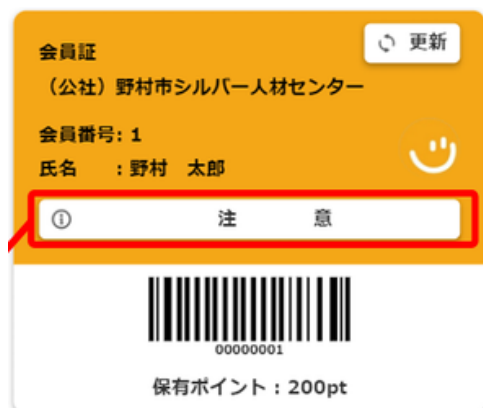 会員証
更新
（公社）野村市シルバー人材センター
会員番号: 1
氏名　　：野村　太郎
注　　　意
00000001
保有ポイント：200pt